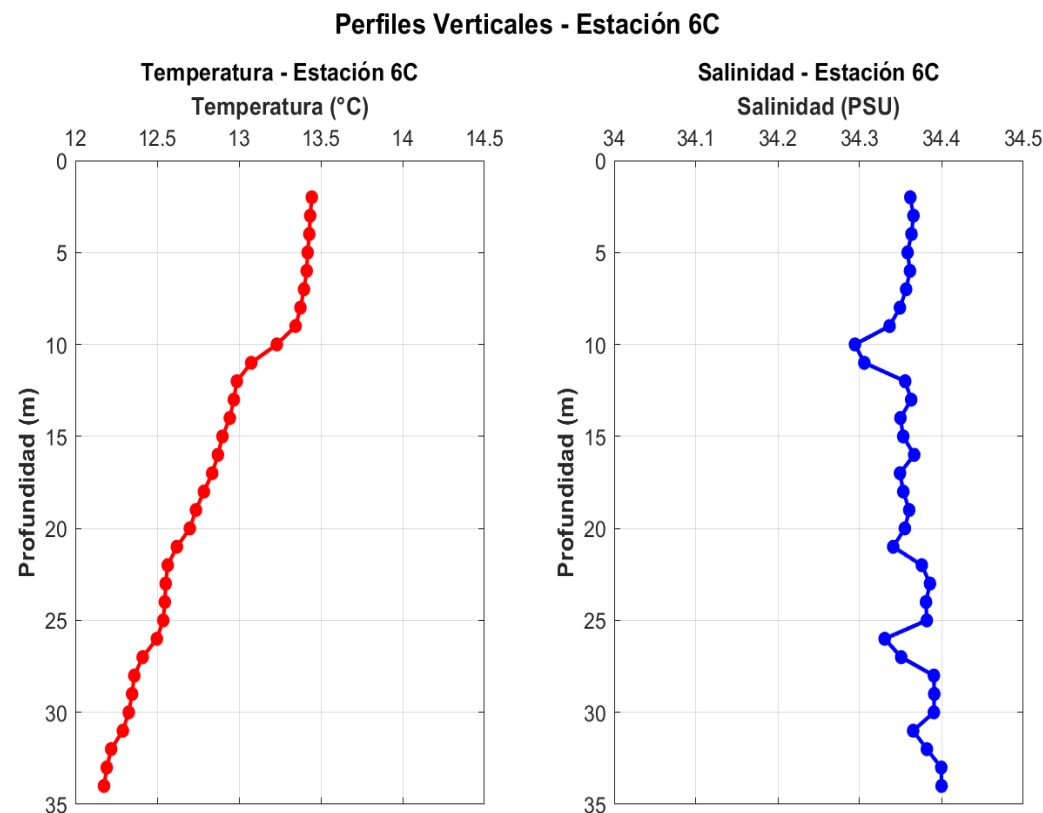 Perfiles Verticales - Estación 6C
Temperatura - Estación 6C
Temperatura (°C)
12 12.5 13 13.5 14 14.5
0
5
10
15
20
25
30
35
Profundidad (m)
Salinidad - Estación 6C
Salinidad (PSU)
34 34.1 34.2 34.3 34.4 34.5
0
5
10
15
20
25
30
35
Profundidad (m)